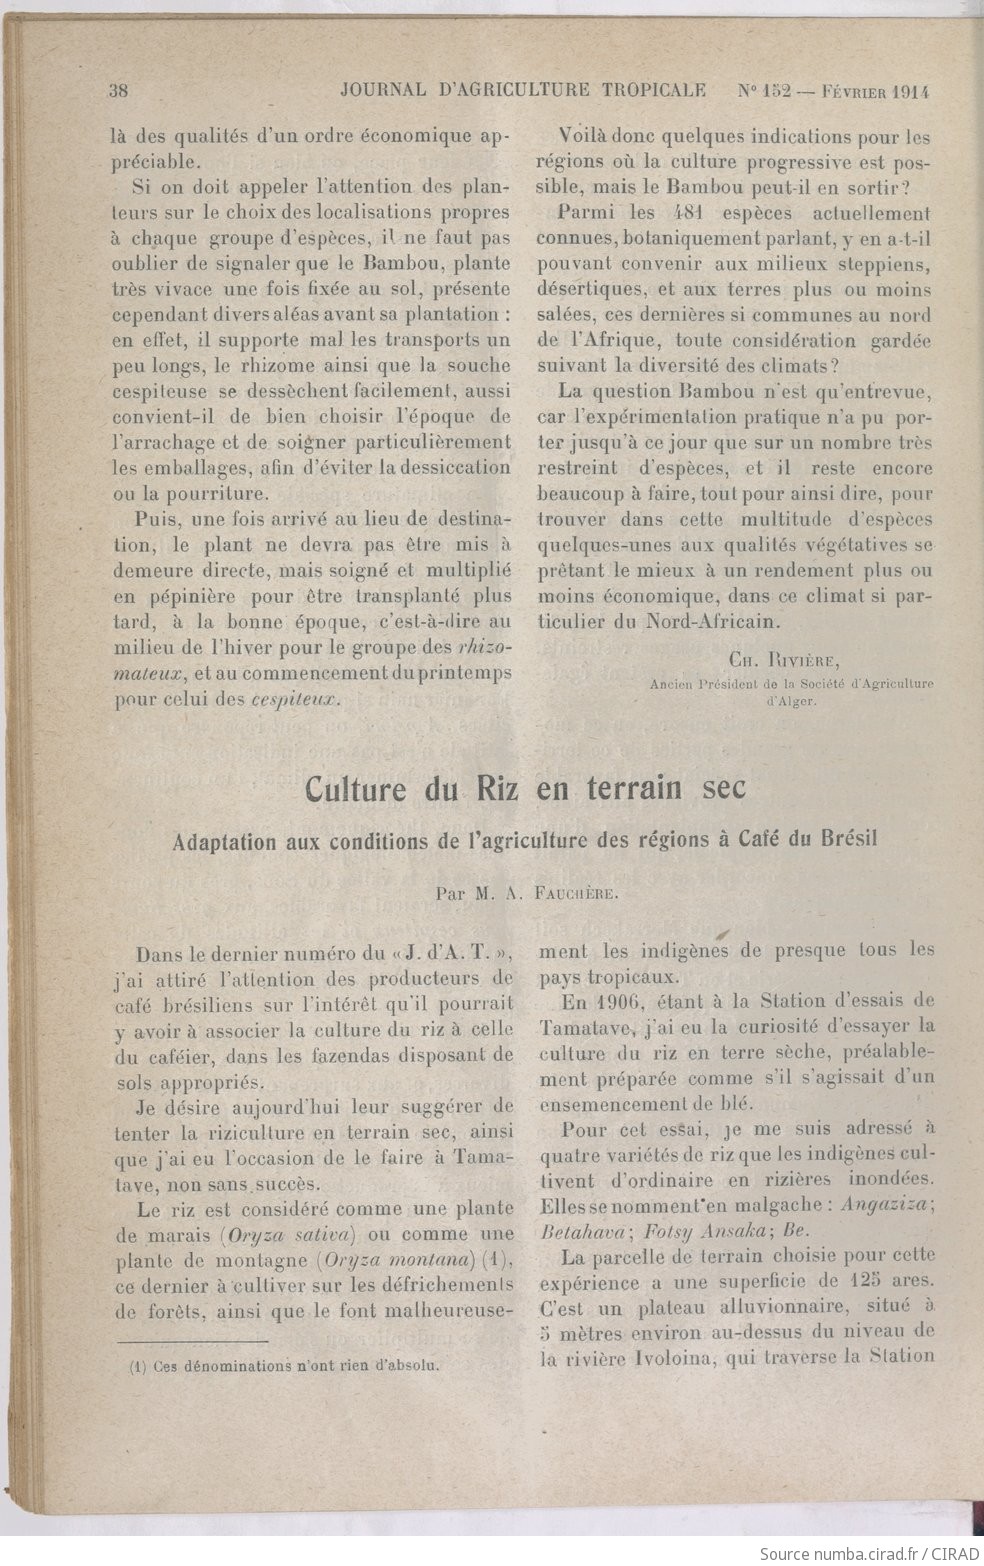 38 JOURNAL D'AGRICULTURE TROPICALE N° 152 — FÉVRIER 1914
là des qualités d'un ordre économique ap-
préciable.
Si on doit appeler l'attention des plan-
teurs sur le choix des localisations propres
à chaque groupe d'espèces, il ne faut pas
oublier de signaler que le Bambou, plante
très vivace une fois fixée au sol, présente
cependant divers aléas avant sa plantation :
en effet, il supporte mal les transports un
peu longs, le rhizome ainsi que la souche
cespiteuse se dessèchent facilement, aussi
convient-il de bien choisir l'époque de
l'arrachage et de soigner particulièrement
les emballages, afin d'éviter la dessiccation
ou la pourriture.
Puis, une fois arrivé au lieu de destina-
tion, le plant ne devra pas être mis à
demeure directe, mais soigné et multiplié
en pépinière pour être transplanté plus
tard, à la bonne époque, c'est-à-dire au
milieu de l'hiver pour le groupe des rhizo-
mateux, et au commencement du printemps
pour celui des cespiteux.
Voilà donc quelques indications pour les
régions où la culture progressive est pos-
sible, mais le Bambou peut-il en sortir?
Parmi les 481 espèces actuellement
connues, botaniquement parlant, y en a-t-il
pouvant convenir aux milieux steppiens,
désertiques, et aux terres plus ou moins
salées, ces dernières si communes au nord
de l'Afrique, toute considération gardée
suivant la diversité des climats?
La question Bambou n'est qu'entrevue,
car l'expérimentation pratique n'a pu por-
ter jusqu'à ce jour que sur un nombre très
restreint d'espèces, et il reste encore
beaucoup à faire, tout pour ainsi dire, pour
trouver dans cette multitude d'espèces
quelques-unes aux qualités végétatives se
prêtant le mieux à un rendement plus ou
moins économique, dans ce climat si par-
ticulier du Nord-Africain.
CH. RIVIÈRE,
Ancien Président de la Société d'Agriculture
d'Alger.
Culture du Riz en terrain sec
Adaptation aux conditions de l'agriculture des régions à Café du Brésil
Par M. A. FAUCHÈRE.
Dans le dernier numéro du « J. d'A. T. »,
j'ai attiré l'attention des producteurs de
café brésiliens sur l'intérêt qu'il pourrait
y avoir à associer la culture du riz à celle
du caféier, dans les fazendas disposant de
sols appropriés.
Je désire aujourd'hui leur suggérer de
tenter la riziculture en terrain sec, ainsi
que j'ai eu l'occasion de le faire à Tama-
tave, non sans succès.
Le riz est considéré comme une plante
de marais (Oryza sativa) ou comme une
plante de montagne (Oryza montana) (1),
ce dernier à cultiver sur les défrichements
de forêts, ainsi que le font malheureuse-
(1) Ces dénominations n'ont rien d'absolu.
ment les indigènes de presque tous les
pays tropicaux.
En 1906, étant à la Station d'essais de
Tamatave, j'ai eu la curiosité d'essayer la
culture du riz en terre sèche, préalable-
ment préparée comme s'il s'agissait d'un
ensemencement de blé.
Pour cet essai, je me suis adressé à
quatre variétés de riz que les indigènes cul-
tivent d'ordinaire en rizières inondées.
Elles se nomment en malgache : Angaziza;
Betahava; Fotsy Ansaka; Be.
La parcelle de terrain choisie pour cette
expérience a une superficie de 125 ares.
C'est un plateau alluvionnaire, situé à
5 mètres environ au-dessus du niveau de
la rivière Ivoloina, qui traverse la Station
Source numba.cirad.fr / CIRAD